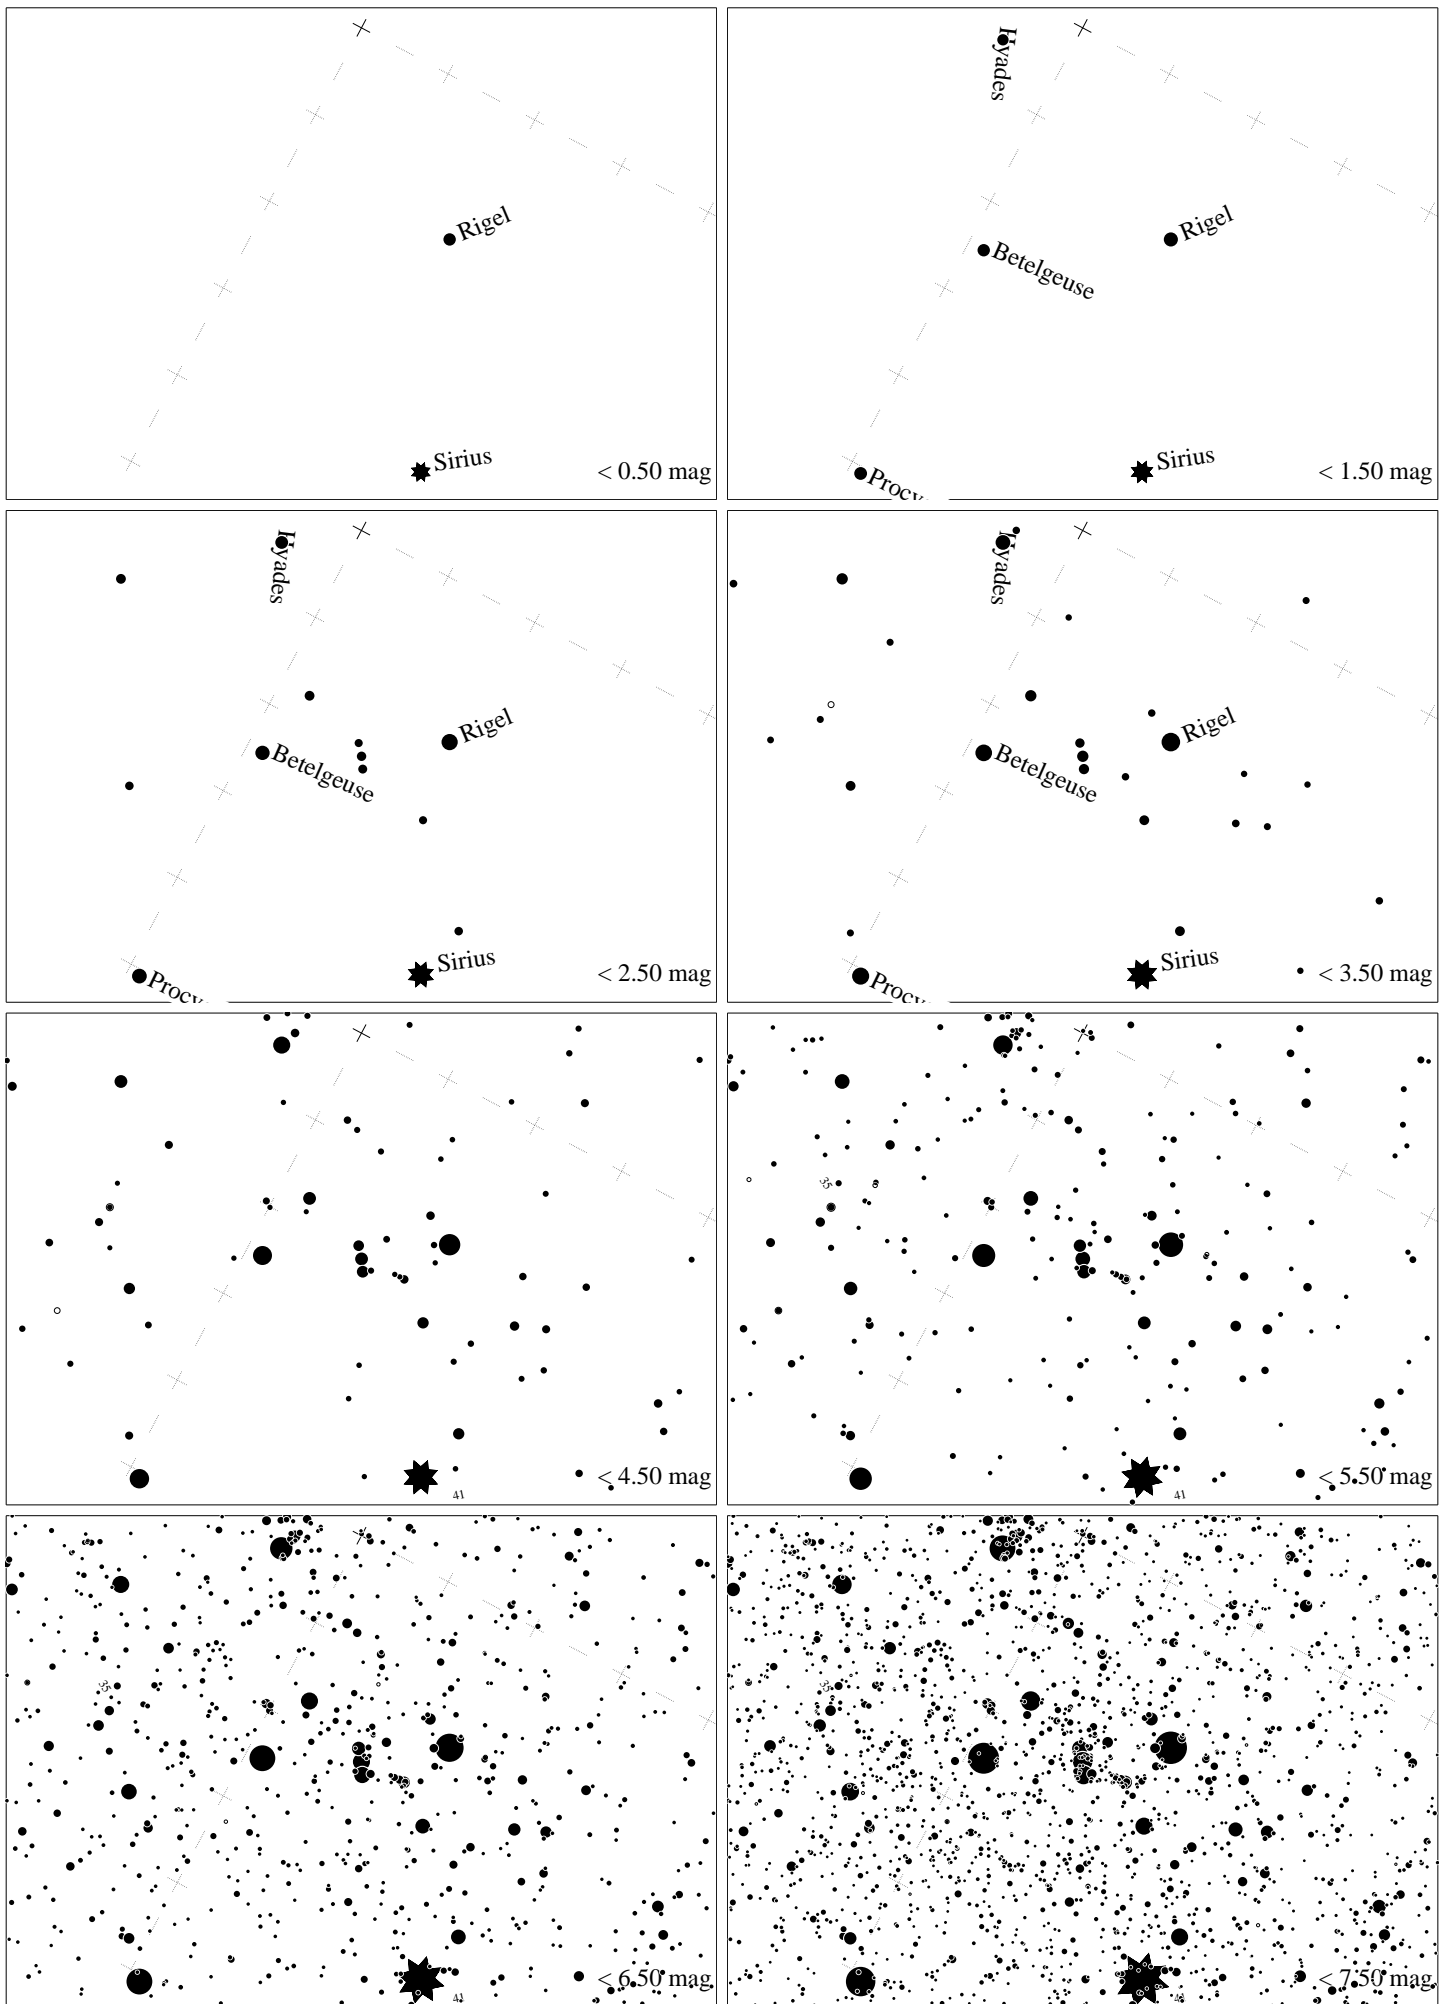 Rigel
Sirius
< 0.50 mag
Hyades
Rigel
Betelgeuse
Sirius
< 1.50 mag
Hyades
Rigel
Betelgeuse
Sirius
< 2.50 mag
Hyades
Rigel
Betelgeuse
Sirius
< 3.50 mag
< 4.50 mag
41
35
< 5.50 mag
41
35
< 6.50 mag
41
35
< 7.50 mag